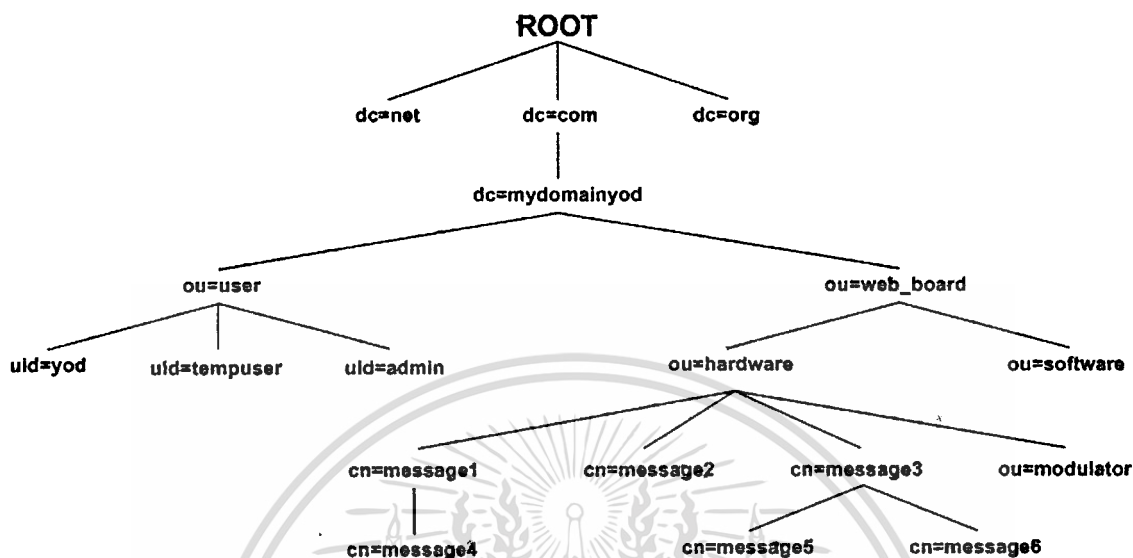 ROOT
dc=net dc=com dc=org
dc=mydomainyod
ou=user ou=web_board
uid=yod uid=tempuser uid=admin ou=hardware ou=software
cn=message1 cn=message2 cn=message3 ou=modulator
cn=message4 cn=message5 cn=message6